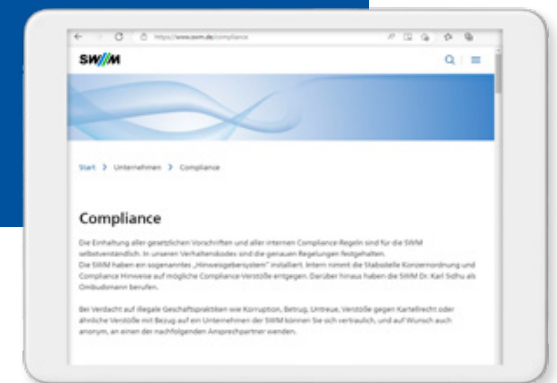 https://www.swm.de/compliance
SW//M
Start > Unternehmen > Compliance
Compliance
Die Einhaltung aller gesetzlichen Vorschriften und aller internen Compliance-Regeln sind für die SWM
selbstverständlich. In unseren Verhaltenskodex sind die genauen Regelungen festgehalten.
Die SWM haben ein sogenanntes „Hinweisgebersystem" installiert. Intern nimmt die Stabsstelle Konzernordnung und
Compliance Hinweise auf mögliche Compliance-Verstöße entgegen. Darüber hinaus haben die SWM Dr. Karl Sidhu als
Ombudsmann berufen.
Bei Verdacht auf illegale Geschäftspraktiken wie Korruption, Betrug, Untreue, Verstöße gegen Kartellrecht oder
ähnliche Verstöße mit Bezug auf ein Unternehmen der SWM können Sie sich vertraulich, und auf Wunsch auch
anonym, an einen der nachfolgenden Ansprechpartner wenden.